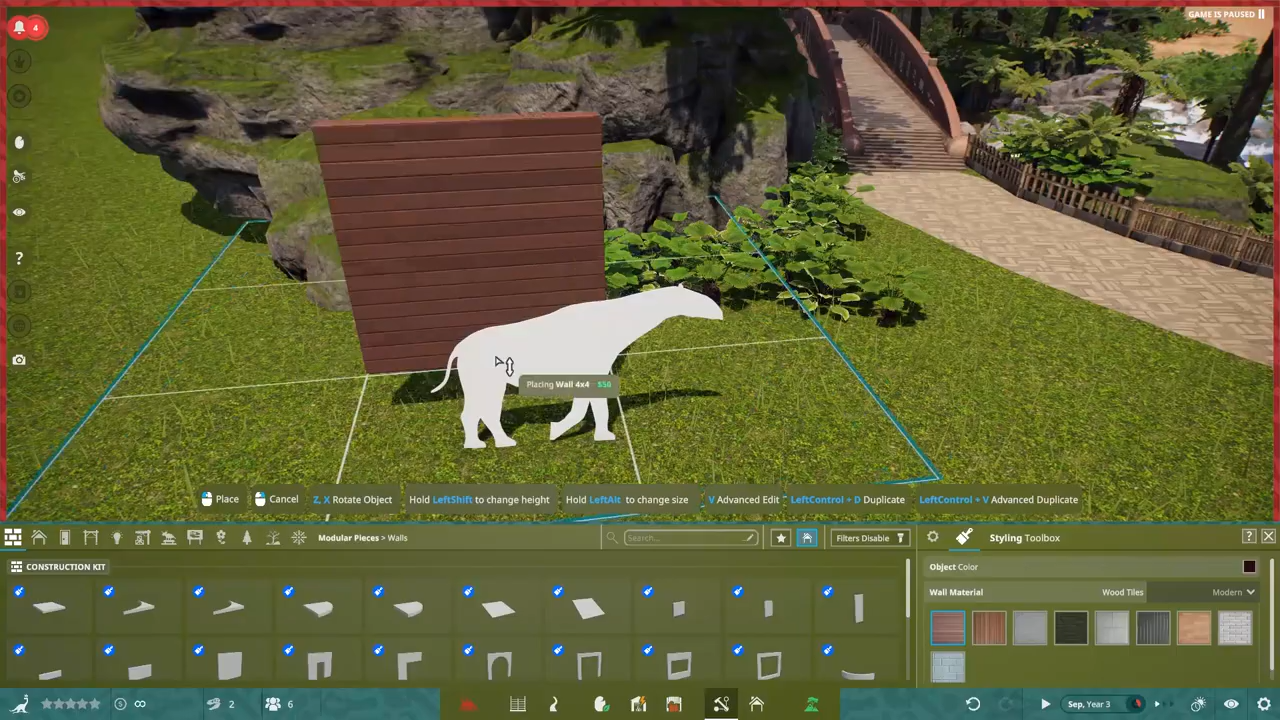 4
GAME IS PAUSED
?
Placing Wall 4x4 - $50
Place
Cancel
Z, X Rotate Object
Hold LeftShift to change height
Hold LeftAlt to change size
V Advanced Edit
LeftControl + D Duplicate
LeftControl + V Advanced Duplicate
Modular Pieces > Walls
Search...
Filters Disable
Styling Toolbox
?
CONSTRUCTION KIT
Object Color
Wall Material
Wood Tiles
Modern
∞
2
6
Sep, Year 3